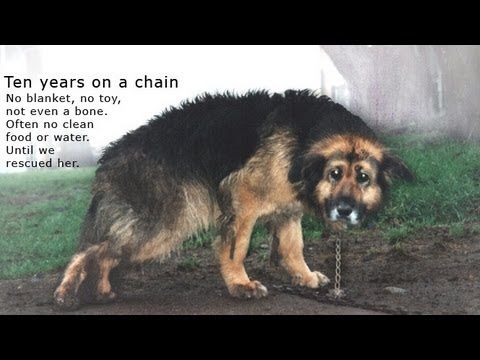 Ten years on a chain
No blanket, no toy,
not even a bone.
Often no clean
food or water.
Until we
rescued her.